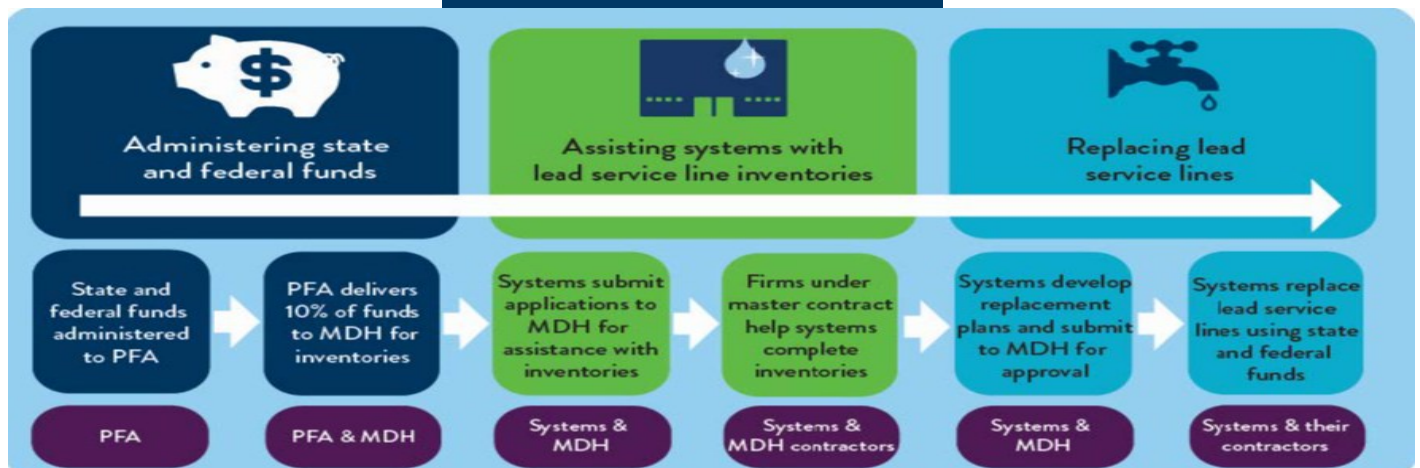 $
Administering state
and federal funds
Assisting systems with
lead service line inventories
Replacing lead
service lines
State and
federal funds
administered
to PFA
PFA delivers
10% of funds
to MDH for
inventories
Systems submit
applications to
MDH for
assistance with
inventories
Firms under
master contract
help systems
complete
inventories
Systems develop
replacement
plans and submit
to MDH for
approval
Systems replace
lead service
lines using state
and federal
funds
PFA
PFA & MDH
Systems &
MDH
Systems &
MDH contractors
Systems &
MDH
Systems & their
contractors